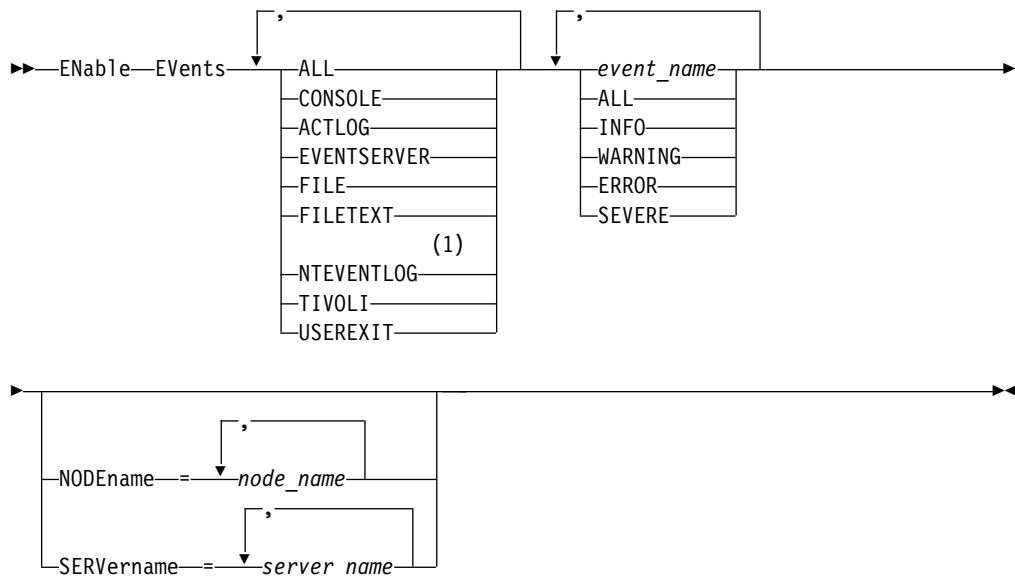 , ,
ENable EVents ALL event_name
CONSOLE ALL
ACTLOG INFO
EVENTSERVER WARNING
FILE ERROR
FILETEXT SEVERE
(1)
NTEVENTLOG
TIVOLI
USEREXIT
,
NODEname = node_name
,
SERVername = server_name